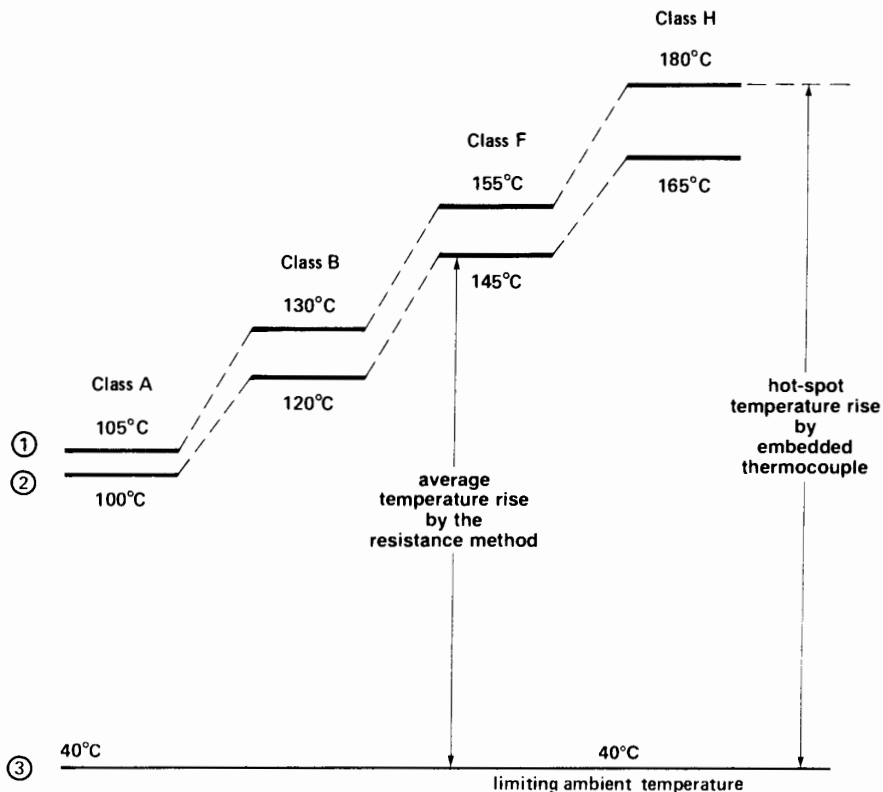 Class H
180°C
Class F
155°C
165°C
Class B
130°C
145°C
Class A
105°C
120°C
①
②
100°C
hot-spot
temperature rise
by
embedded
thermocouple
average
temperature rise
by the
resistance method
40°C
40°C
③
limiting ambient temperature